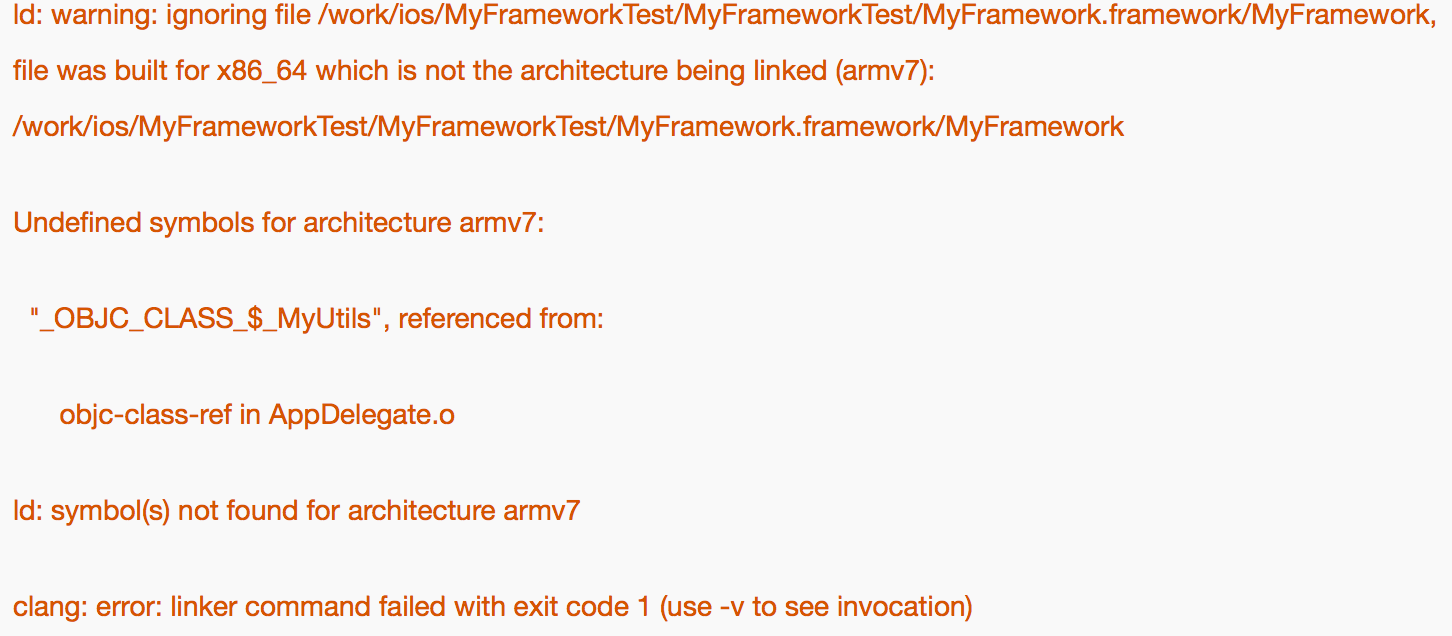 ld: warning: ignoring file /work/ios/MyFrameworkTest/MyFrameworkTest/MyFramework.framework/MyFramework,
file was built for x86_64 which is not the architecture being linked (armv7):
/work/ios/MyFrameworkTest/MyFrameworkTest/MyFramework.framework/MyFramework
Undefined symbols for architecture armv7:
"_OBJC_CLASS_$_MyUtils", referenced from:
objc-class-ref in AppDelegate.o
ld: symbol(s) not found for architecture armv7
clang: error: linker command failed with exit code 1 (use -v to see invocation)